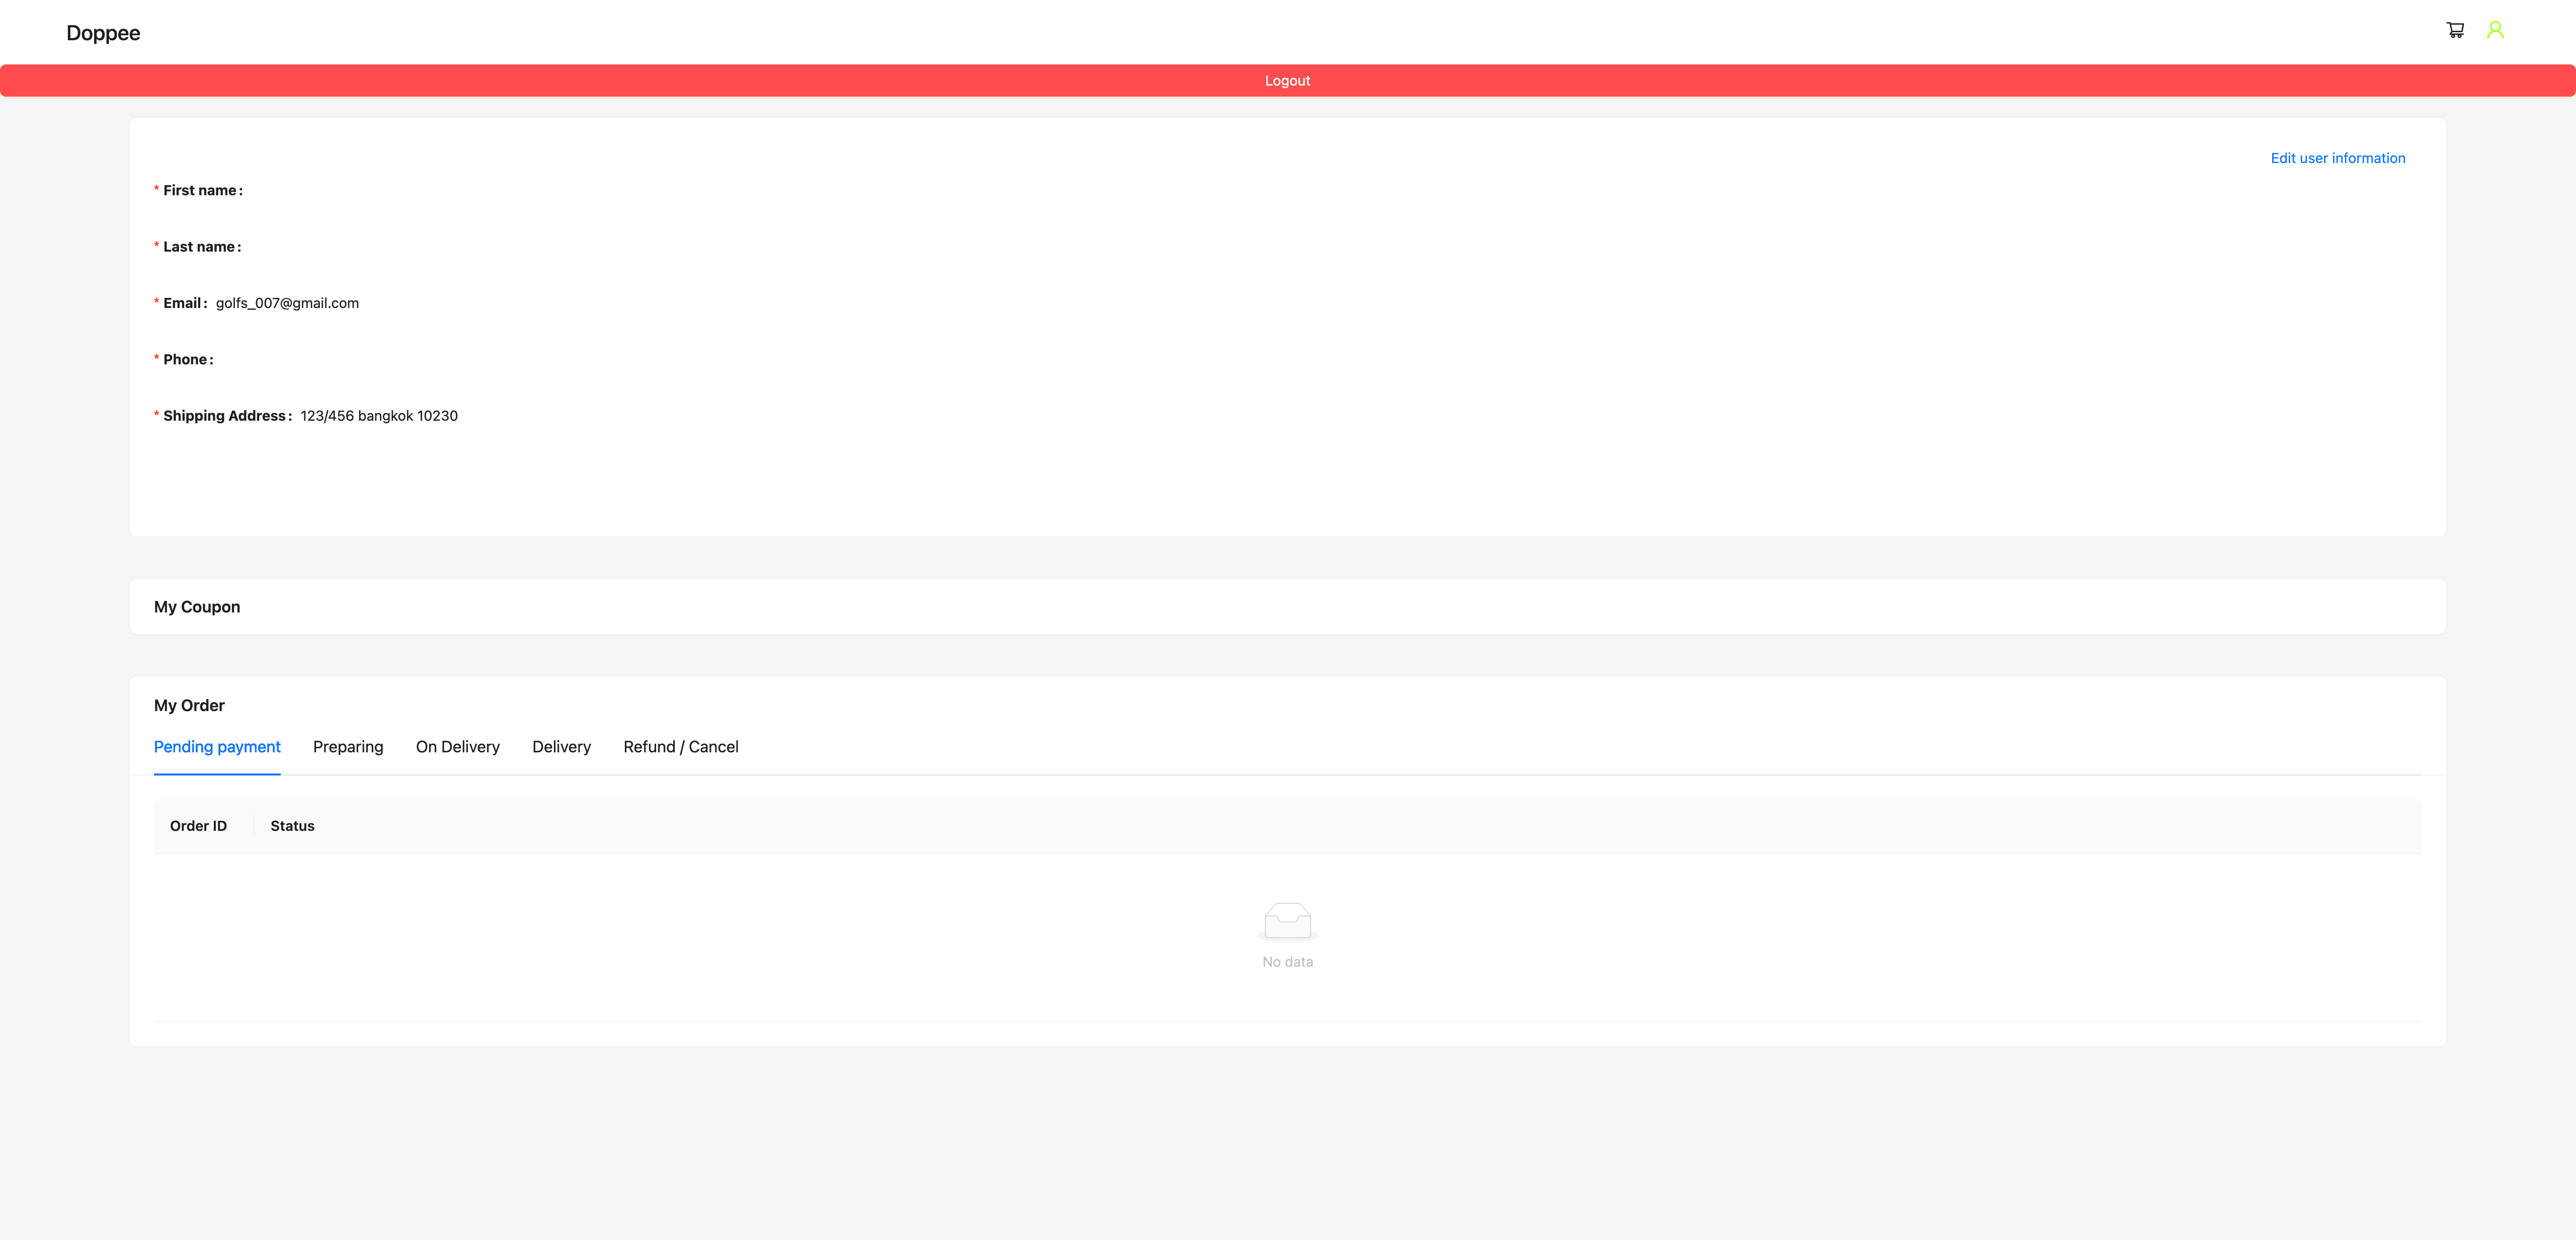 Doppee
Logout
Edit user information
* First name :
* Last name :
* Email : golfs_007@gmail.com
* Phone :
* Shipping Address : 123/456 bangkok 10230
My Coupon
My Order
Pending payment Preparing On Delivery Delivery Refund / Cancel
Order ID Status
No data